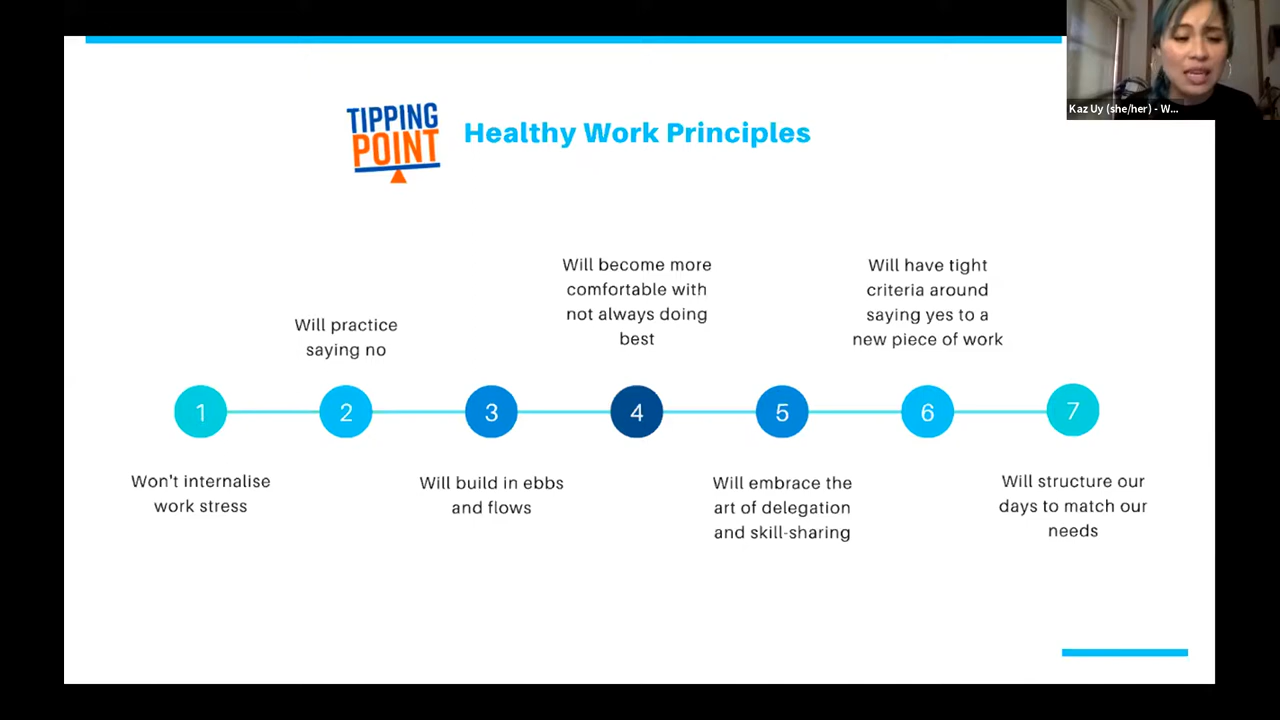 Kaz Uy (she/her) - W...
TIPPING
POINT
Healthy Work Principles
1
Won't internalise
work stress
2
Will practice
saying no
3
Will build in ebbs
and flows
4
Will become more
comfortable with
not always doing
best
5
Will embrace the
art of delegation
and skill-sharing
6
Will have tight
criteria around
saying yes to a
new piece of work
7
Will structure our
days to match our
needs